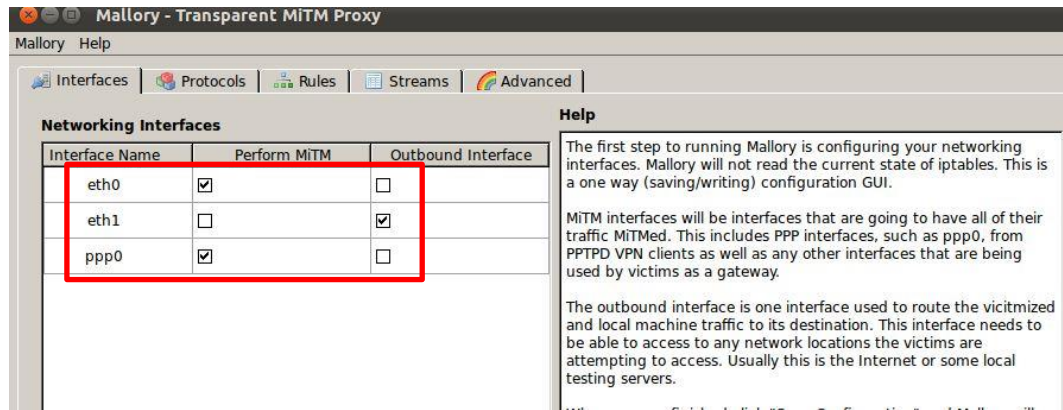 Mallory - Transparent MiTM Proxy
Mallory Help
Interfaces Protocols Rules Streams Advanced
Networking Interfaces
Interface Name Perform MiTM Outbound Interface
eth0
eth1
ppp0
Help
The first step to running Mallory is configuring your networking
interfaces. Mallory will not read the current state of iptables. This is
a one way (saving/writing) configuration GUI.
MiTM interfaces will be interfaces that are going to have all of their
traffic MiTMed. This includes PPP interfaces, such as ppp0, from
PPTPD VPN clients as well as any other interfaces that are being
used by victims as a gateway.
The outbound interface is one interface used to route the vicitmized
and local machine traffic to its destination. This interface needs to
be able to access to any network locations the victims are
attempting to access. Usually this is the Internet or some local
testing servers.